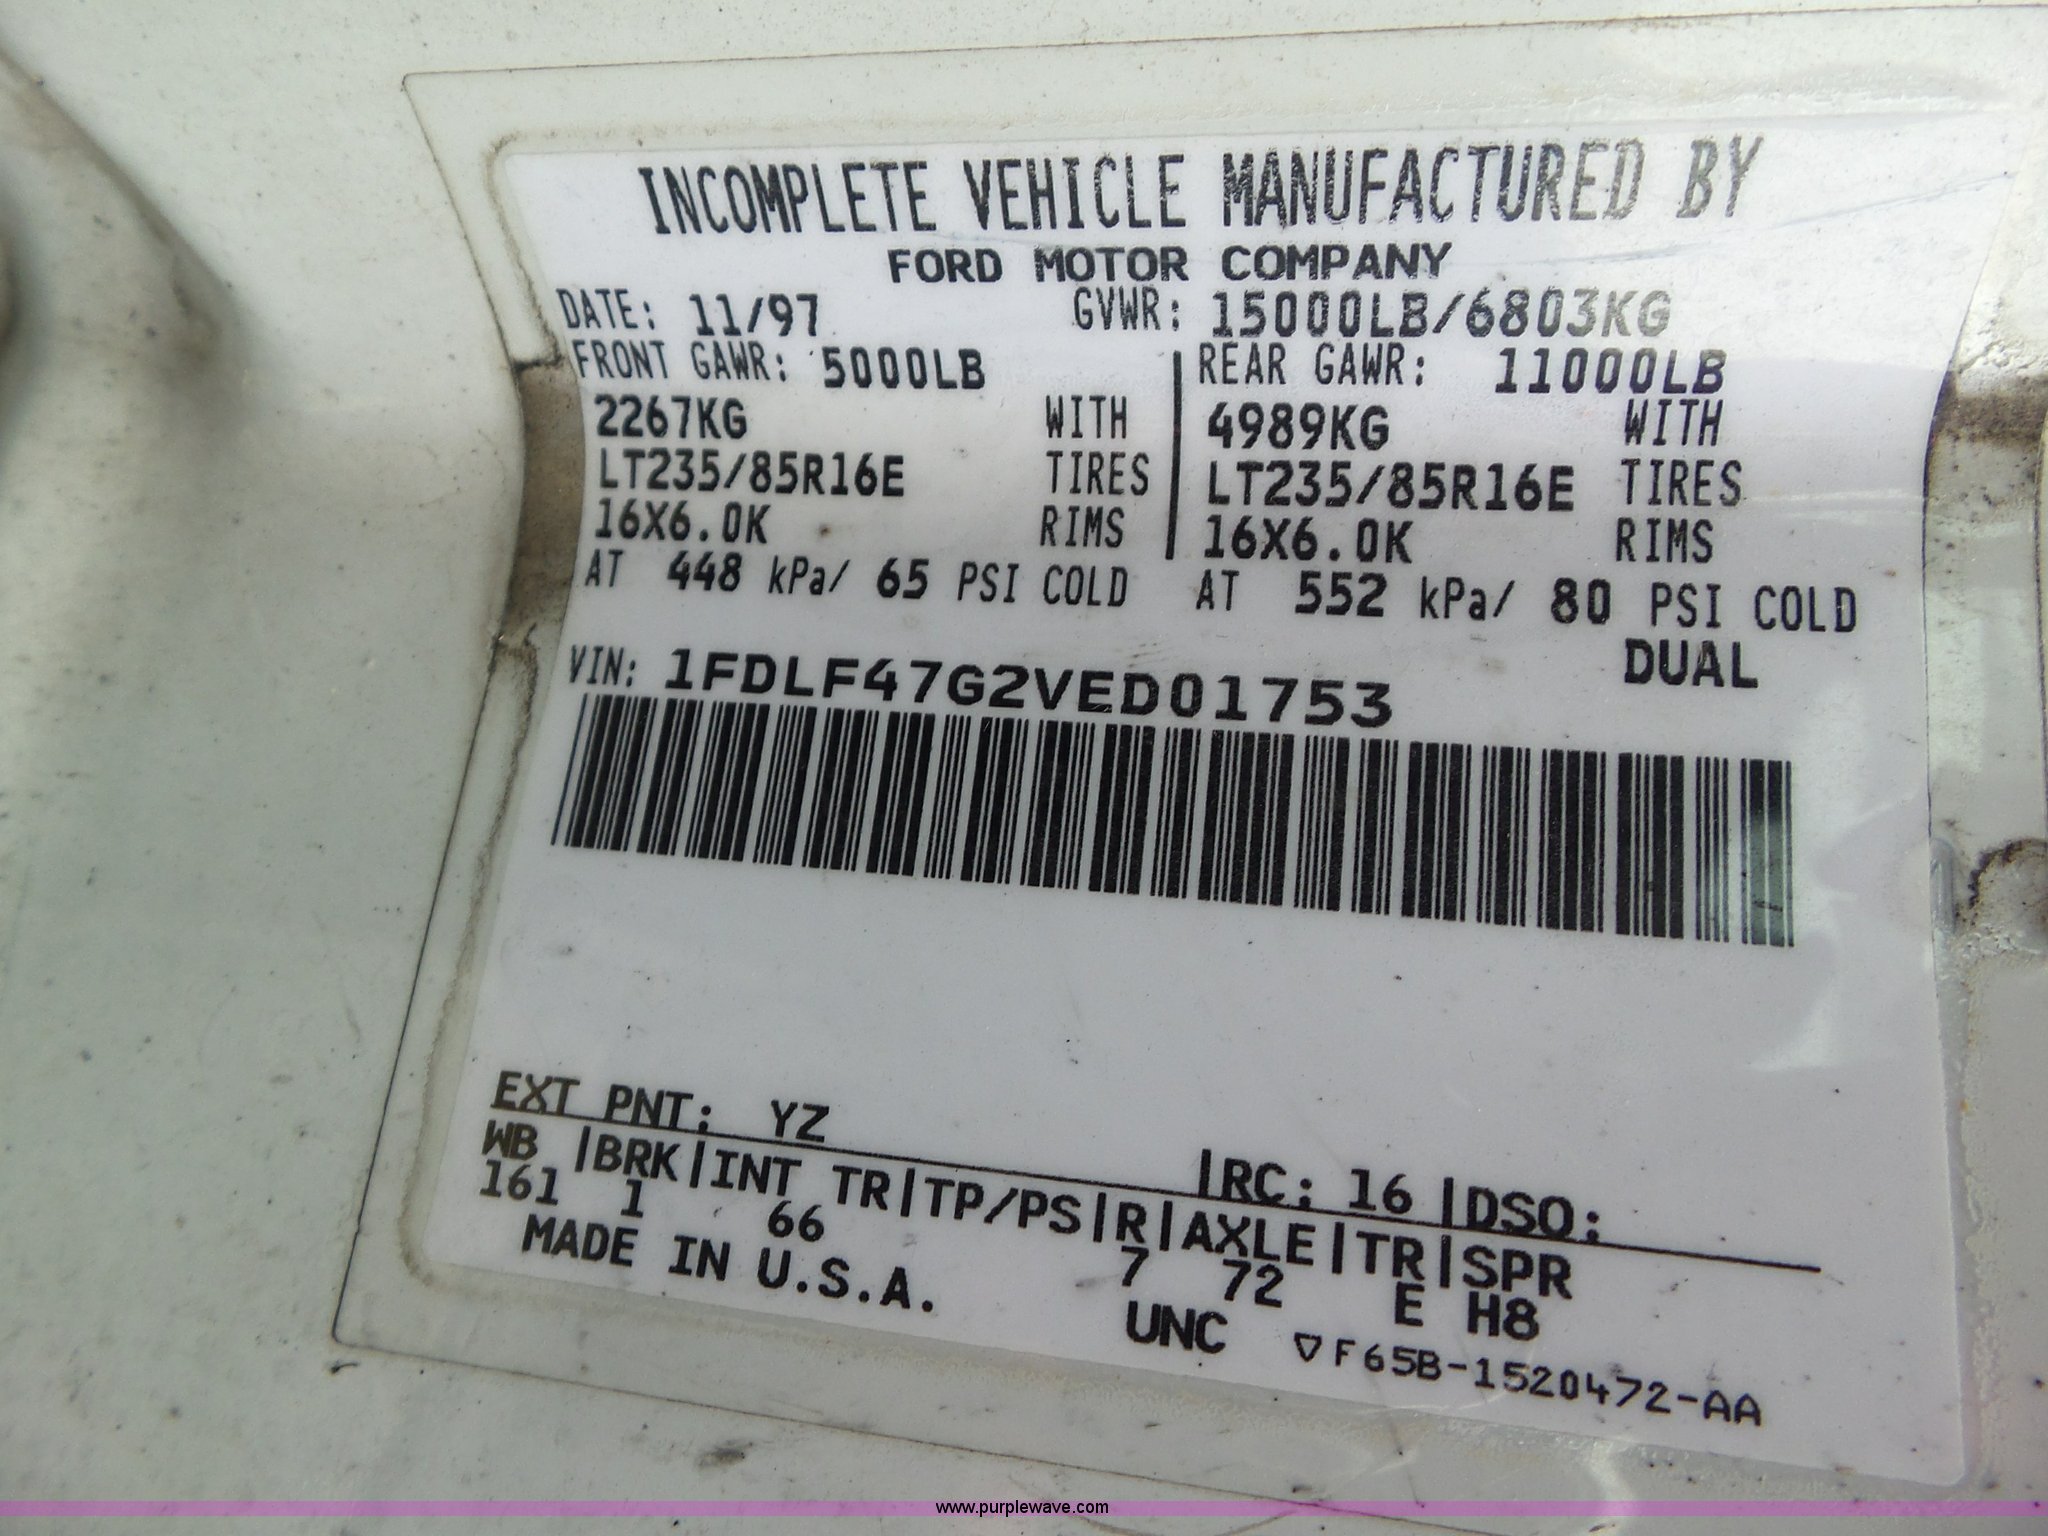 INCOMPLETE VEHICLE MANUFACTURED BY
FORD MOTOR COMPANY
DATE: 11/97 GVWR: 15000LB/6803KG
FRONT GAWR: 5000LB REAR GAWR: 11000LB
2267KG WITH 4989KG WITH
LT235/85R16E TIRES LT235/85R16E TIRES
16X6.0K RIMS 16X6.0K RIMS
AT 448 kPa/ 65 PSI COLD AT 552 kPa/ 80 PSI COLD
DUAL
VIN: 1FDLF47G2VED01753
EXT PNT: YZ |RC: 16 |DSO:
WB |BRK|INT TR|TP/PS|R|AXLE|TR|SPR
161 1 66 7 72 E H8
MADE IN U.S.A. UNC ▽F65B-1520472-AA
www.purplewave.com